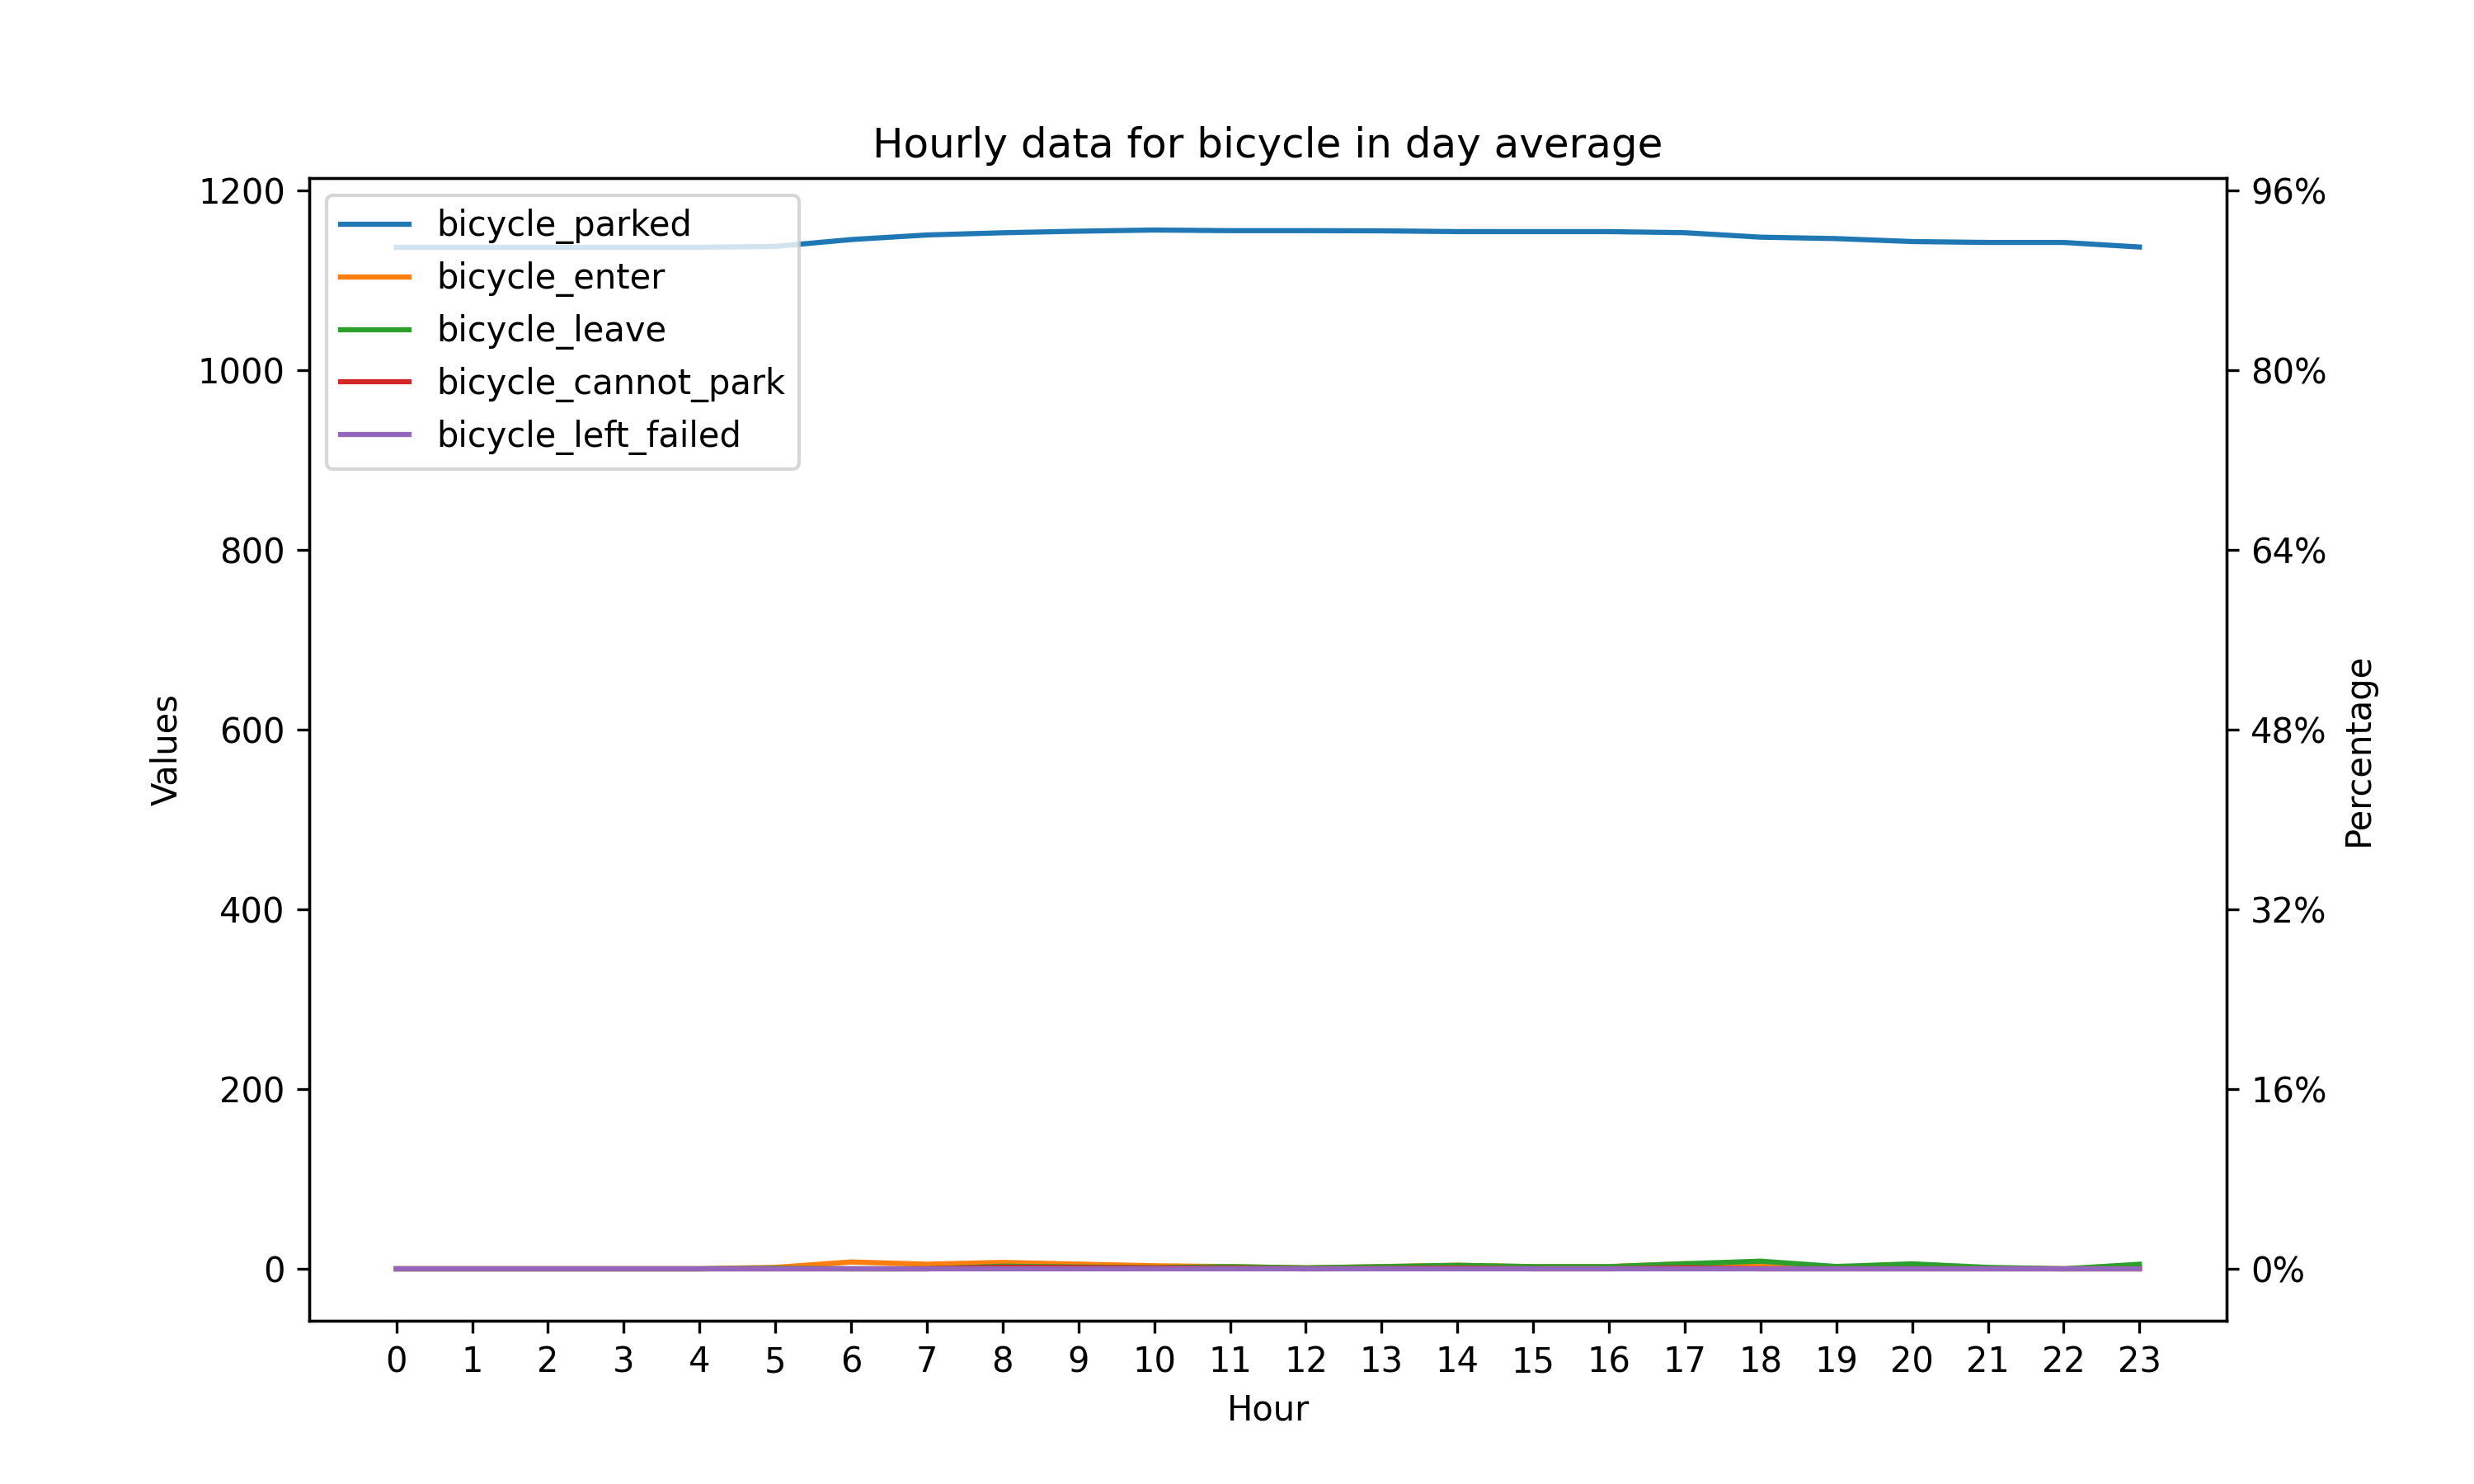 Hourly data for bicycle in day average
bicycle_parked
bicycle_enter
bicycle_leave
bicycle_cannot_park
bicycle_left_failed
1200
1000
800
600
400
200
0
Values
96%
80%
64%
48%
32%
16%
0%
Percentage
0 1 2 3 4 5 6 7 8 9 10 11 12 13 14 15 16 17 18 19 20 21 22 23
Hour